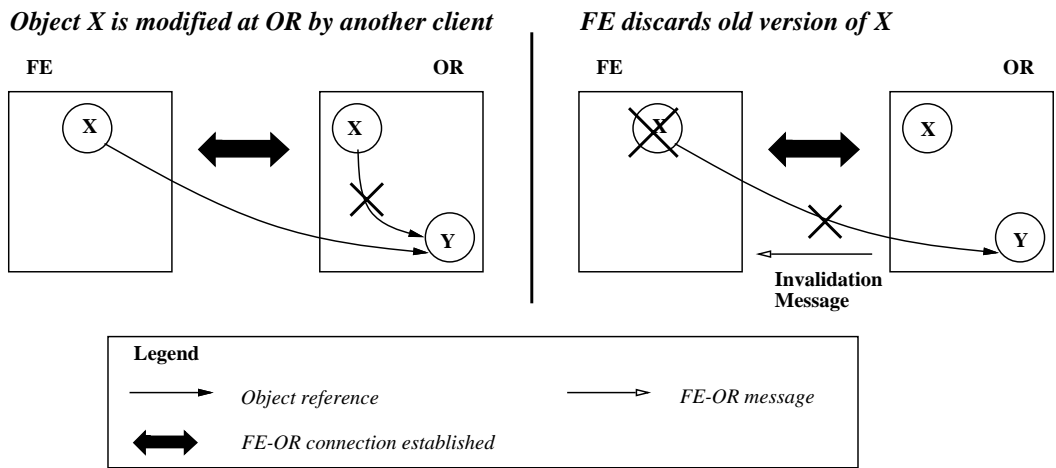 Object X is modified at OR by another client
FE OR
X
X
Y
FE discards old version of X
FE OR
X
X
Y
Invalidation
Message
Legend
Object reference
FE-OR message
FE-OR connection established